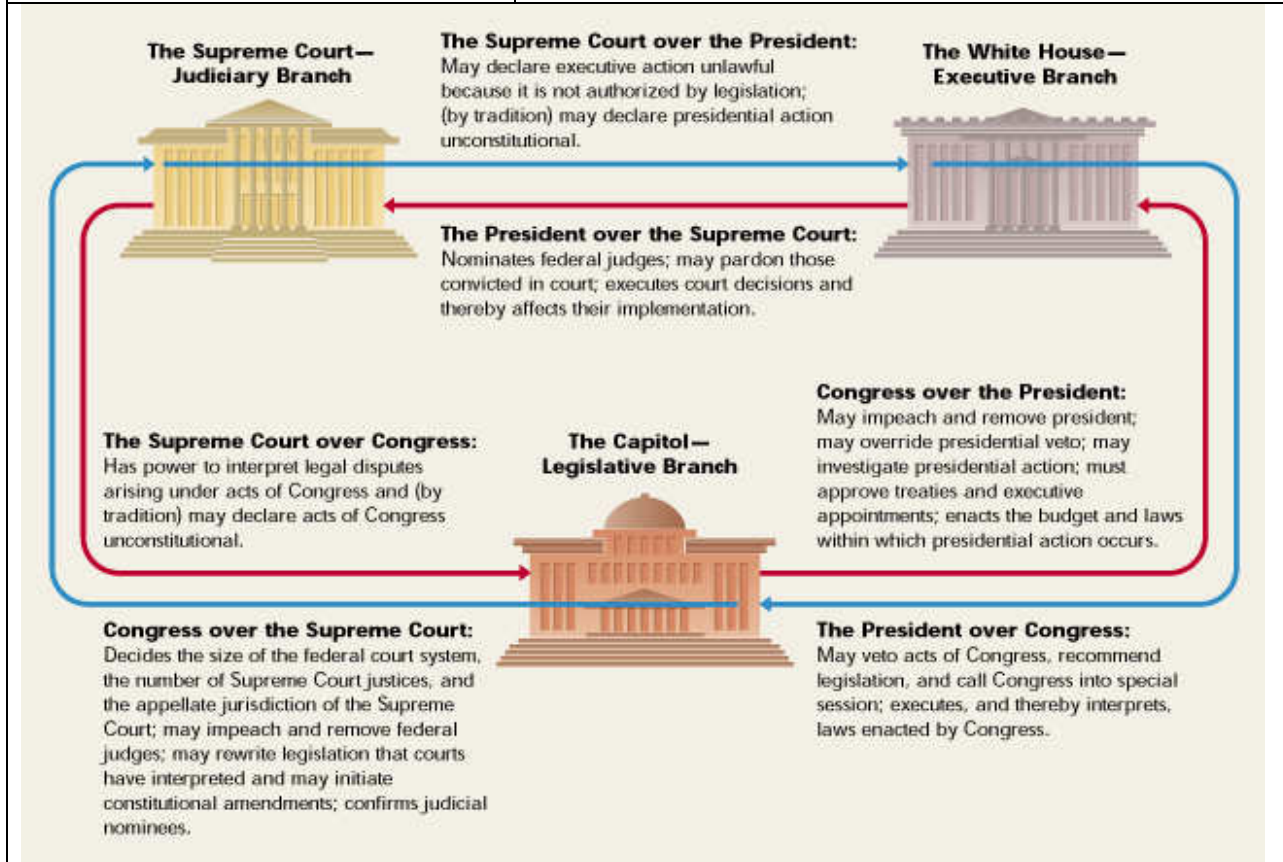 The Supreme Court—
Judiciary Branch
The Supreme Court over the President:
May declare executive action unlawful
because it is not authorized by legislation;
(by tradition) may declare presidential action
unconstitutional.
The White House—
Executive Branch
The President over the Supreme Court:
Nominates federal judges; may pardon those
convicted in court; executes court decisions and
thereby affects their implementation.
The Supreme Court over Congress:
Has power to interpret legal disputes
arising under acts of Congress and (by
tradition) may declare acts of Congress
unconstitutional.
The Capitol—
Legislative Branch
Congress over the President:
May impeach and remove president;
may override presidential veto; may
investigate presidential action; must
approve treaties and executive
appointments; enacts the budget and laws
within which presidential action occurs.
Congress over the Supreme Court:
Decides the size of the federal court system,
the number of Supreme Court justices, and
the appellate jurisdiction of the Supreme
Court; may impeach and remove federal
judges; may rewrite legislation that courts
have interpreted and may initiate
constitutional amendments; confirms judicial
nominees.
The President over Congress:
May veto acts of Congress, recommend
legislation, and call Congress into special
session; executes, and thereby interprets,
laws enacted by Congress.